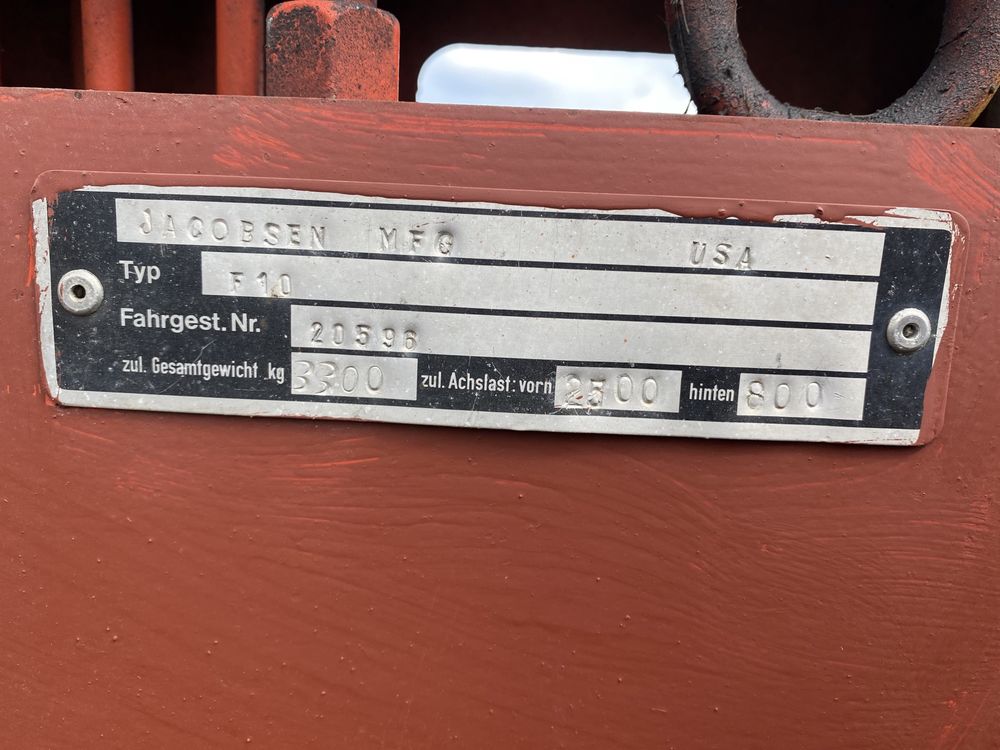 JACOBSEN MFG USA
Typ F10
Fahrgest. Nr. 20596
zul. Gesamtgewicht kg 3300 zul. Achslast: vorn 2500 hinten 800